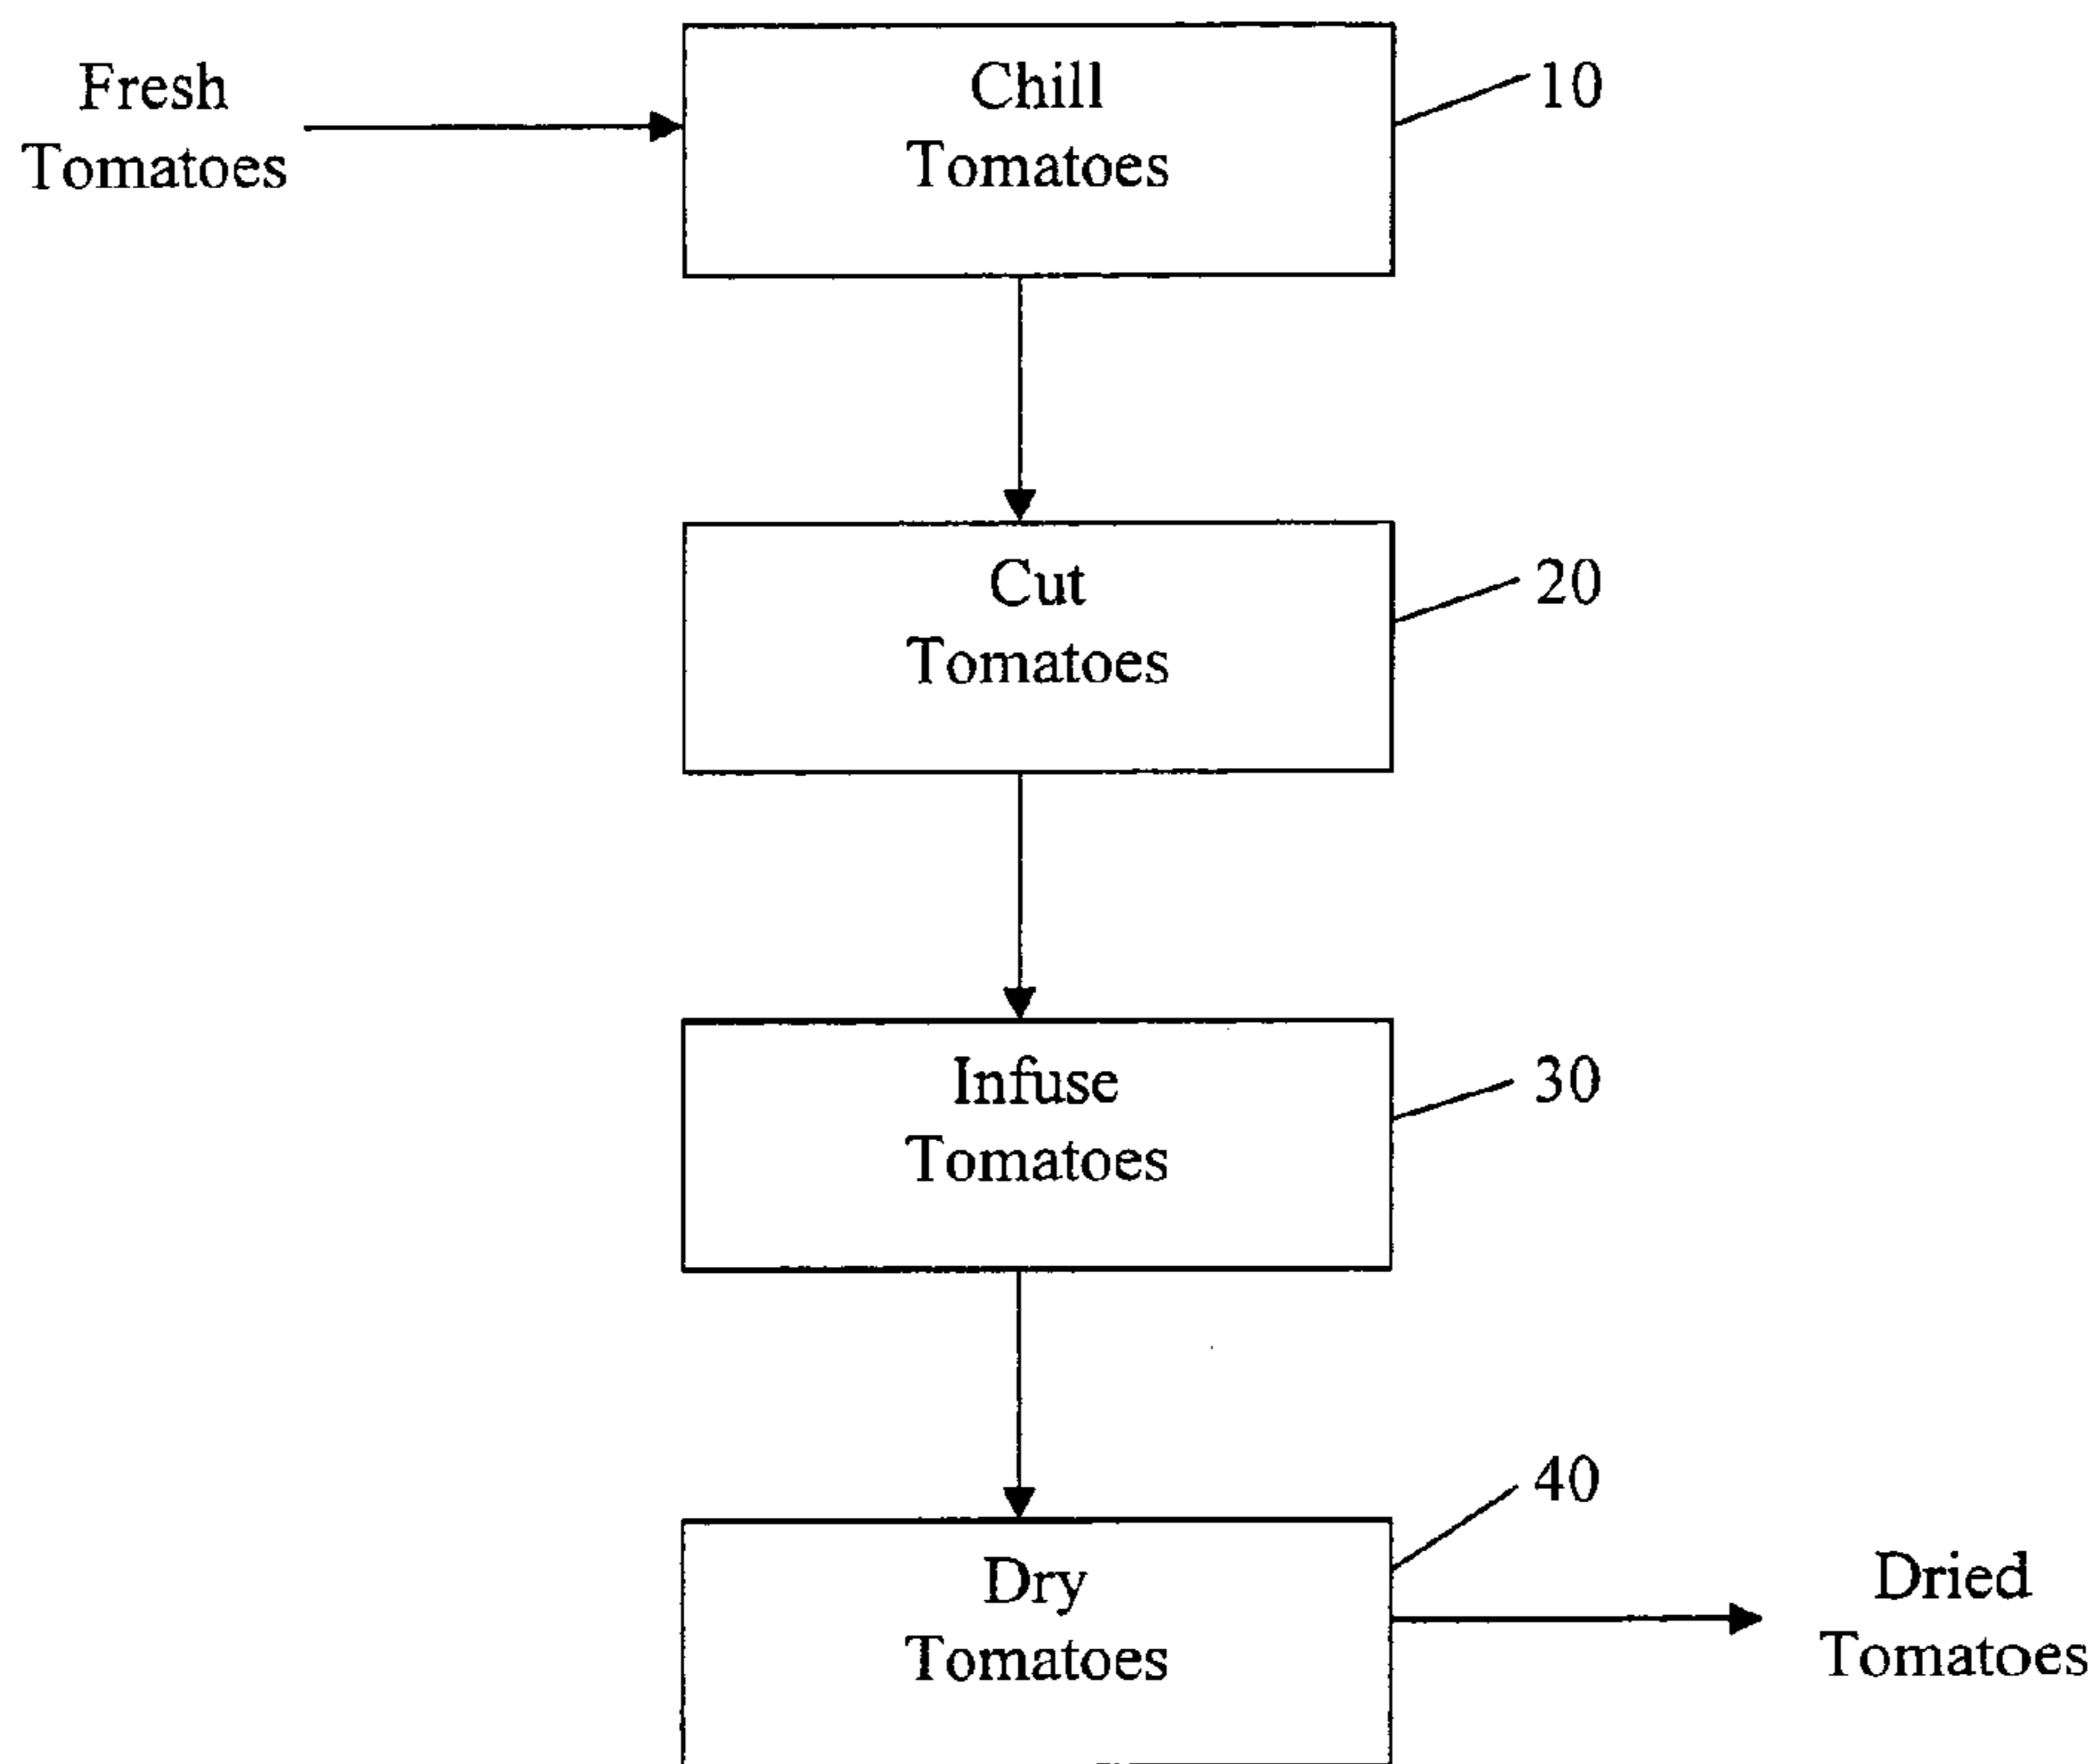 Fresh
Tomatoes
Chill
Tomatoes
10
Cut
Tomatoes
20
Infuse
Tomatoes
30
Dry
Tomatoes
40
Dried
Tomatoes